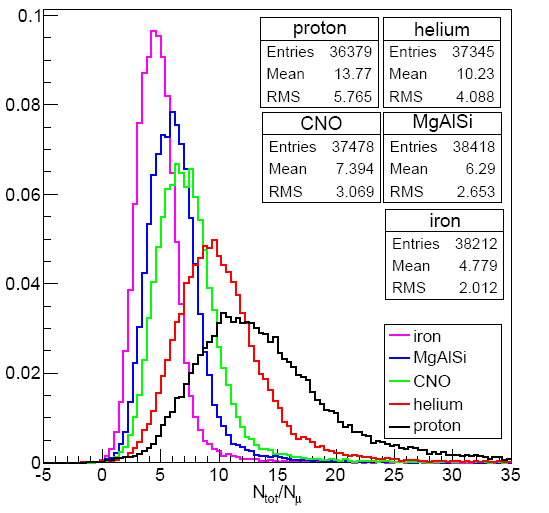 0.1
0.08
0.06
0.04
0.02
0
-5 0 5 10 15 20 25 30 35
N_tot/N_μ
proton
Entries 36379
Mean 13.77
RMS 5.765
helium
Entries 37345
Mean 10.23
RMS 4.088
CNO
Entries 37478
Mean 7.394
RMS 3.069
MgAlSi
Entries 38418
Mean 6.29
RMS 2.653
iron
Entries 38212
Mean 4.779
RMS 2.012
iron
MgAlSi
CNO
helium
proton